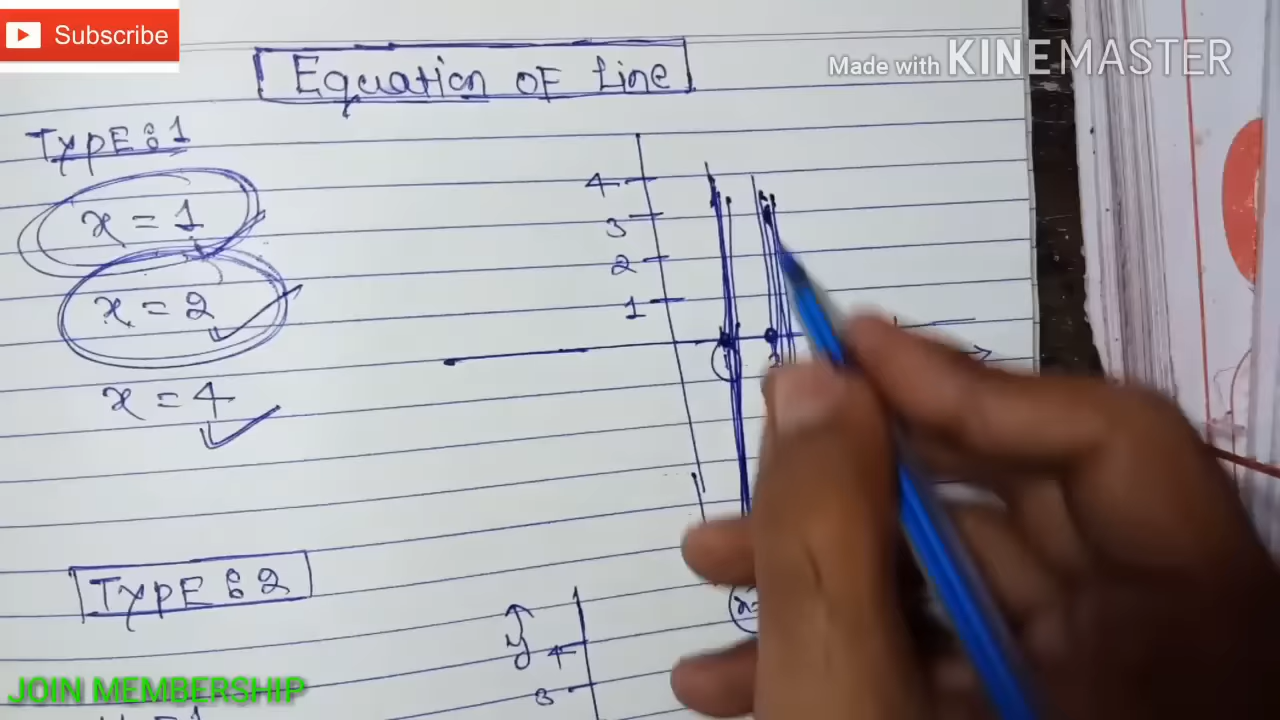 Subscribe
Made with KINEMASTER
Equation OF Line
TypE:1
x = 1
x = 2
x = 4
4
3
2
1
2
TypE:2
y
4
3
JOIN MEMBERSHIP